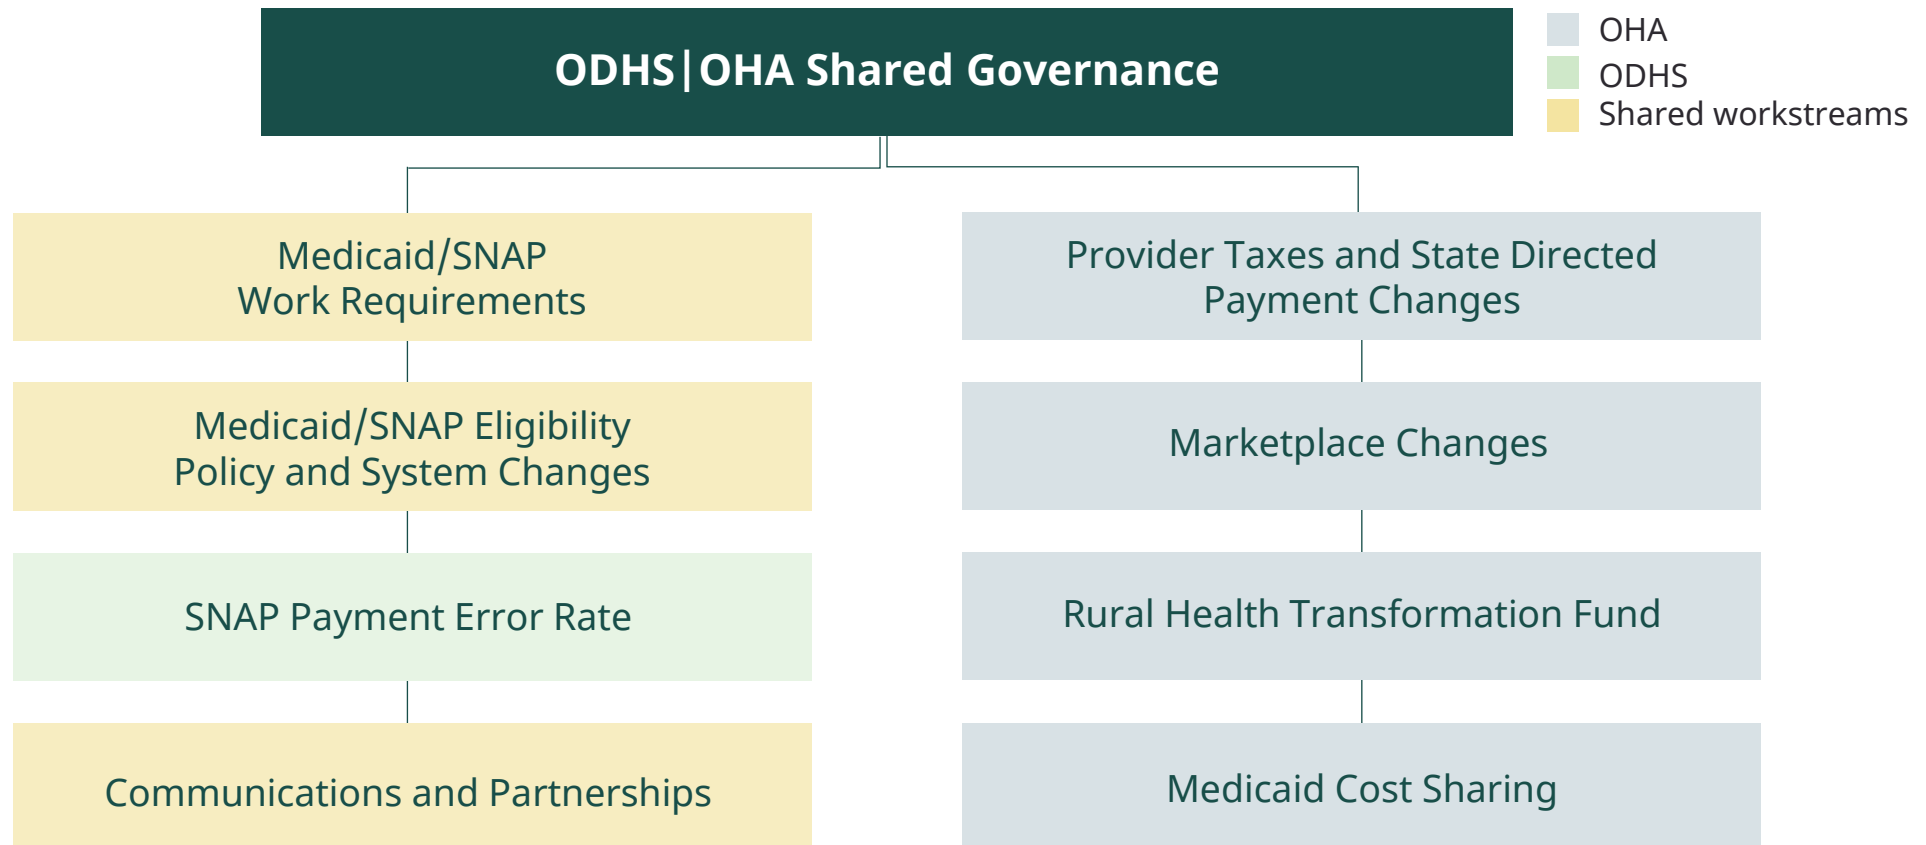 ODHS|OHA Shared Governance
OHA
ODHS
Shared workstreams
Medicaid/SNAP
Work Requirements
Medicaid/SNAP Eligibility
Policy and System Changes
SNAP Payment Error Rate
Communications and Partnerships
Provider Taxes and State Directed
Payment Changes
Marketplace Changes
Rural Health Transformation Fund
Medicaid Cost Sharing